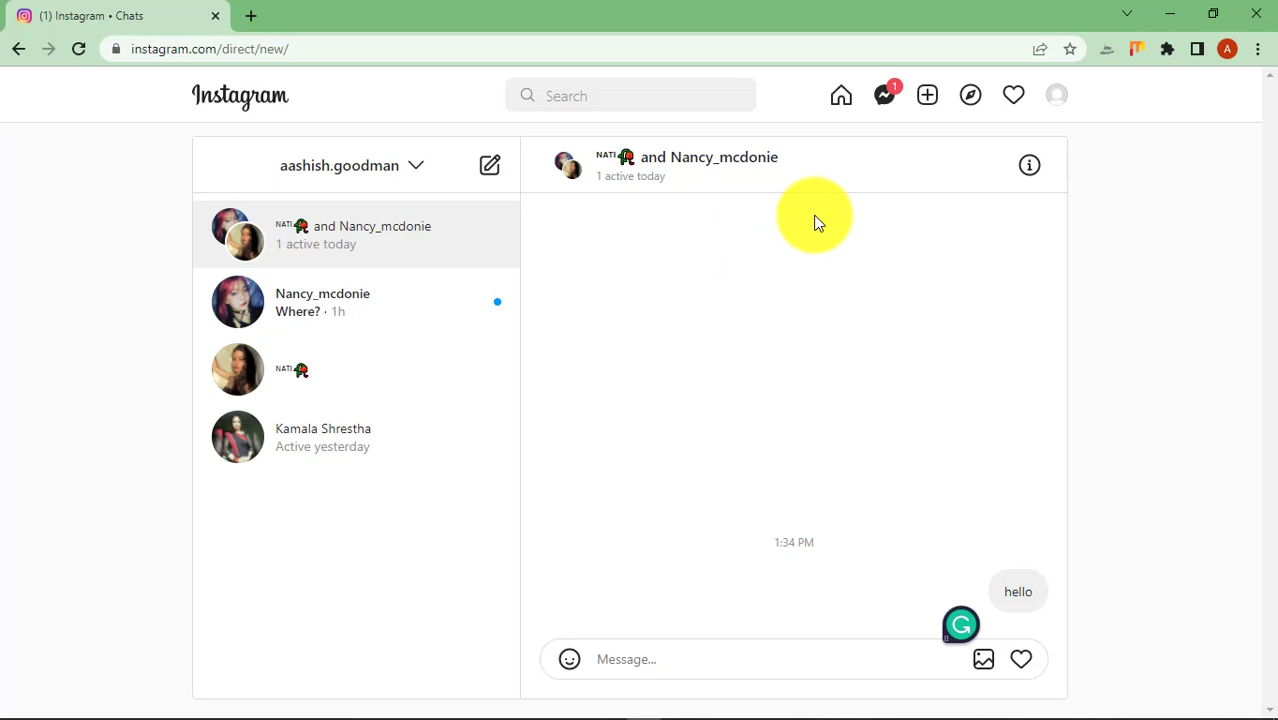 (1) Instagram • Chats
instagram.com/direct/new/
A
Instagram
Search
1
aashish.goodman
ᴺᴬᵀᴵ🥀 and Nancy_mcdonie
1 active today
ᴺᴬᵀᴵ🥀 and Nancy_mcdonie
1 active today
Nancy_mcdonie
Where? · 1h
ᴺᴬᵀᴵ🥀
Kamala Shrestha
Active yesterday
1:34 PM
hello
Message...